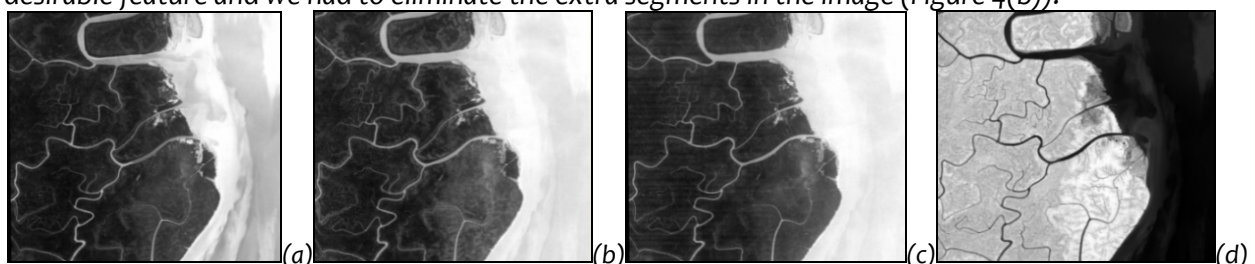 desirable feature and we had to eliminate the extra segments in the image (Figure 4(b)).
(a) (b) (c) (d)